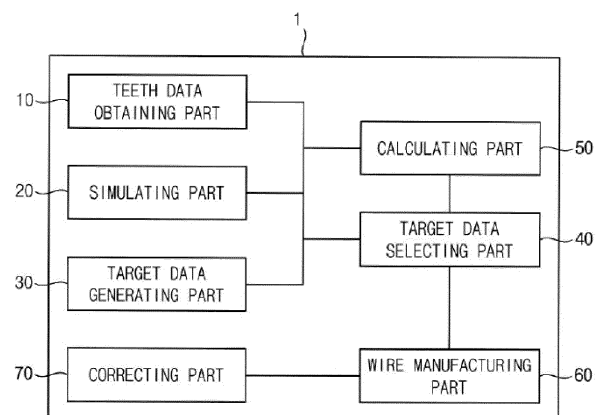 1
10
TEETH DATA
OBTAINING PART
CALCULATING PART
50
20
SIMULATING PART
TARGET DATA
SELECTING PART
40
30
TARGET DATA
GENERATING PART
70
CORRECTING PART
WIRE MANUFACTURING
PART
60